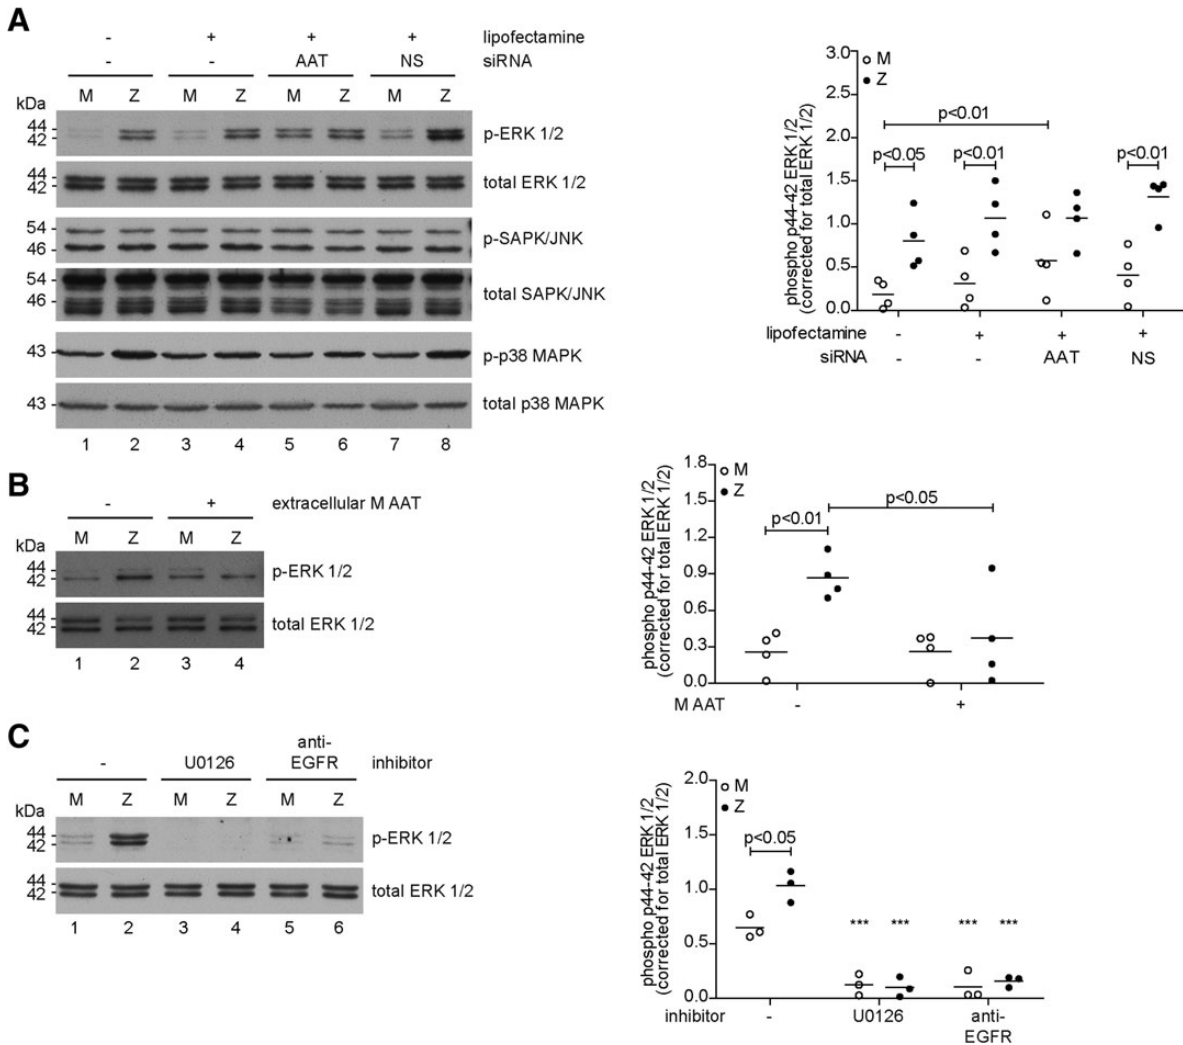 A
- + + + lipofectamine
- - AAT NS siRNA
M Z M Z M Z M Z
kDa
44
42
p-ERK 1/2
44
42
total ERK 1/2
54
46
p-SAPK/JNK
54
46
total SAPK/JNK
43
p-p38 MAPK
43
total p38 MAPK
1 2 3 4 5 6 7 8
phospho p44-42 ERK 1/2
(corrected for total ERK 1/2)
3.0
2.5
2.0
1.5
1.0
0.5
0.0
M
Z
p<0.01
p<0.05
p<0.01
p<0.01
lipofectamine - + + +
siRNA - - AAT NS
B
- + extracellular M AAT
M Z M Z
kDa
44
42
p-ERK 1/2
44
42
total ERK 1/2
1 2 3 4
phospho p44-42 ERK 1/2
(corrected for total ERK 1/2)
1.8
1.5
1.2
0.9
0.6
0.3
0.0
M
Z
p<0.01
p<0.05
M AAT - +
C
- U0126 anti-
EGFR
inhibitor
M Z M Z M Z
kDa
44
42
p-ERK 1/2
44
42
total ERK 1/2
1 2 3 4 5 6
phospho p44-42 ERK 1/2
(corrected for total ERK 1/2)
2.0
1.5
1.0
0.5
0.0
M
Z
p<0.05
*** *** *** ***
inhibitor - U0126 anti-
EGFR